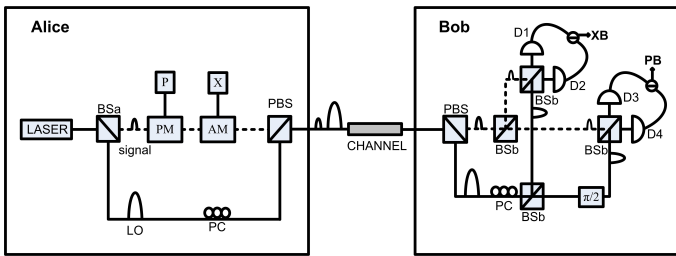 Alice
P
X
BSa
PBS
LASER
PM
AM
signal
LO
PC
CHANNEL
Bob
D1
XB
D2
BSb
PB
D3
PBS
D4
BSb
BSb
PC
BSb
π/2